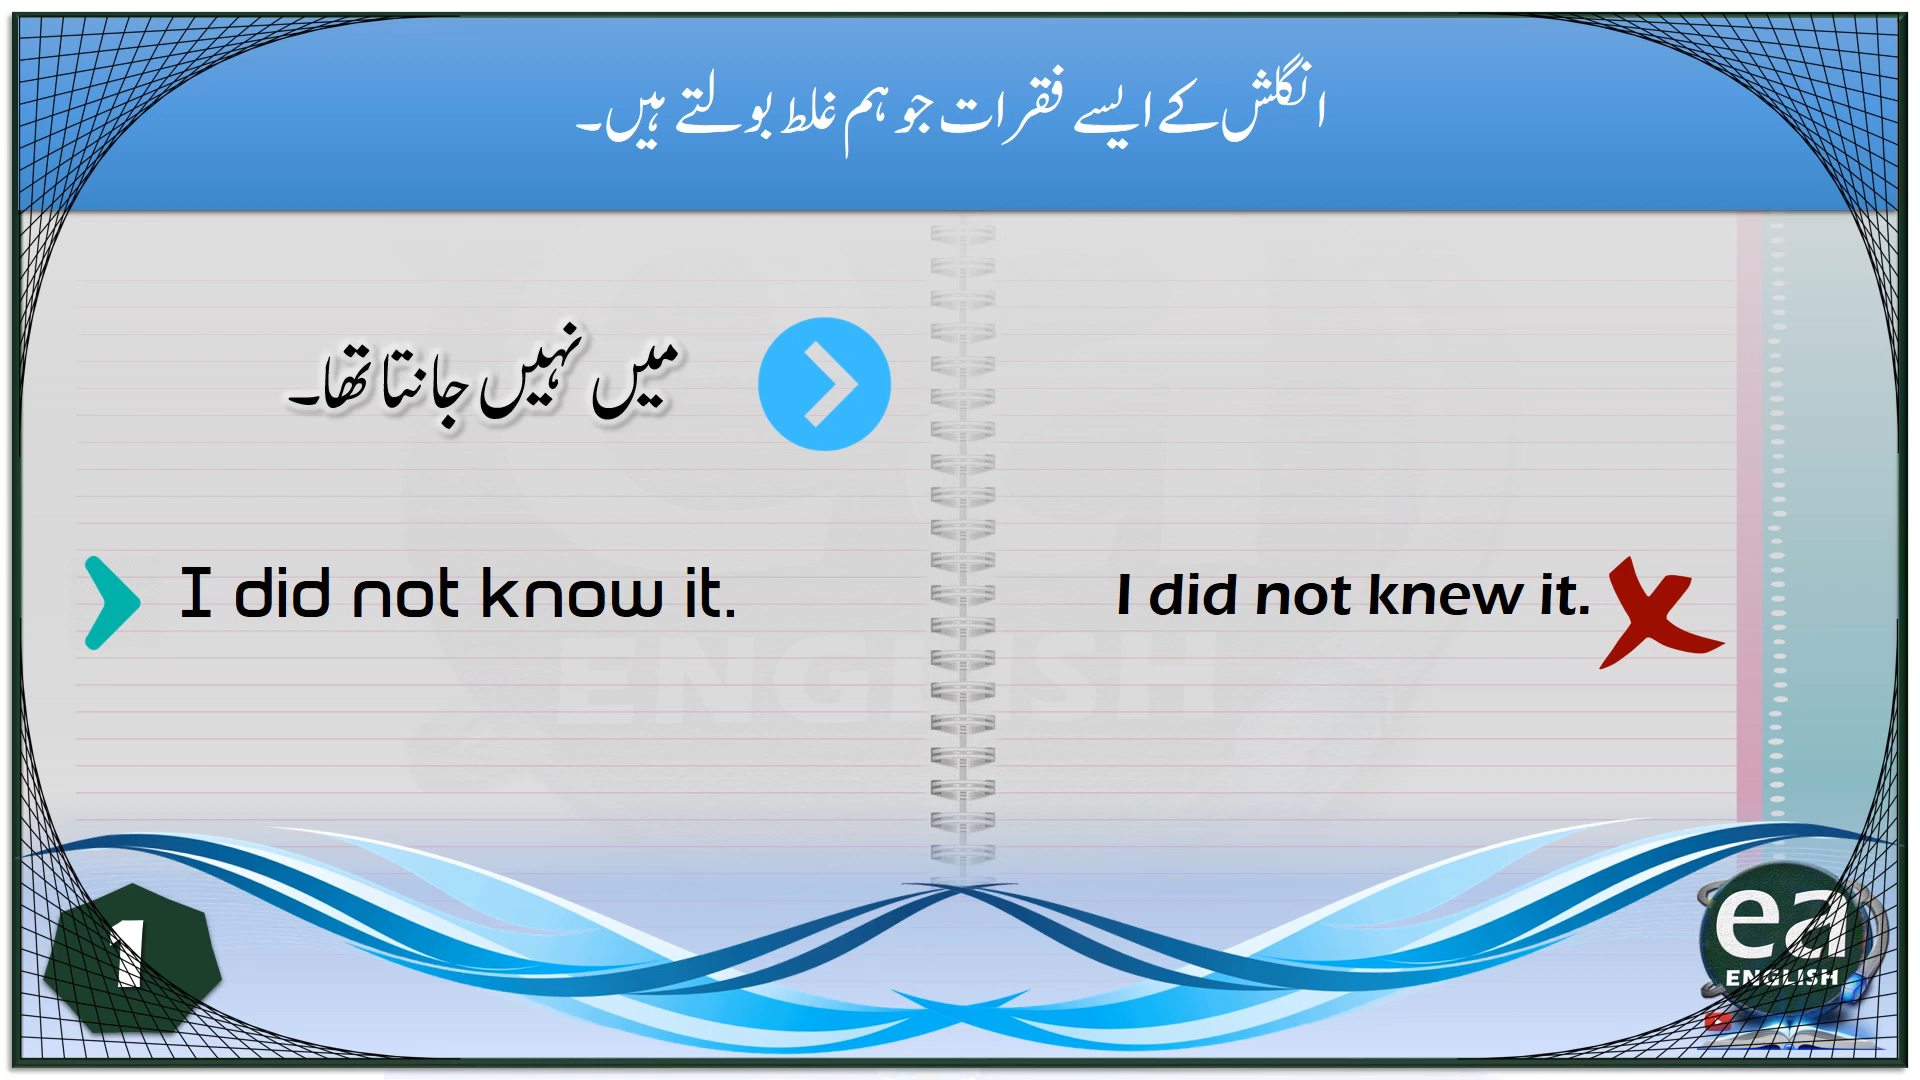 انگلش کے ایسے فقرات جو ہم غلط بولتے ہیں۔
میں نہیں جانتا تھا۔
I did not know it.
I did not knew it.
ENGLISH
1
ea
ENGLISH